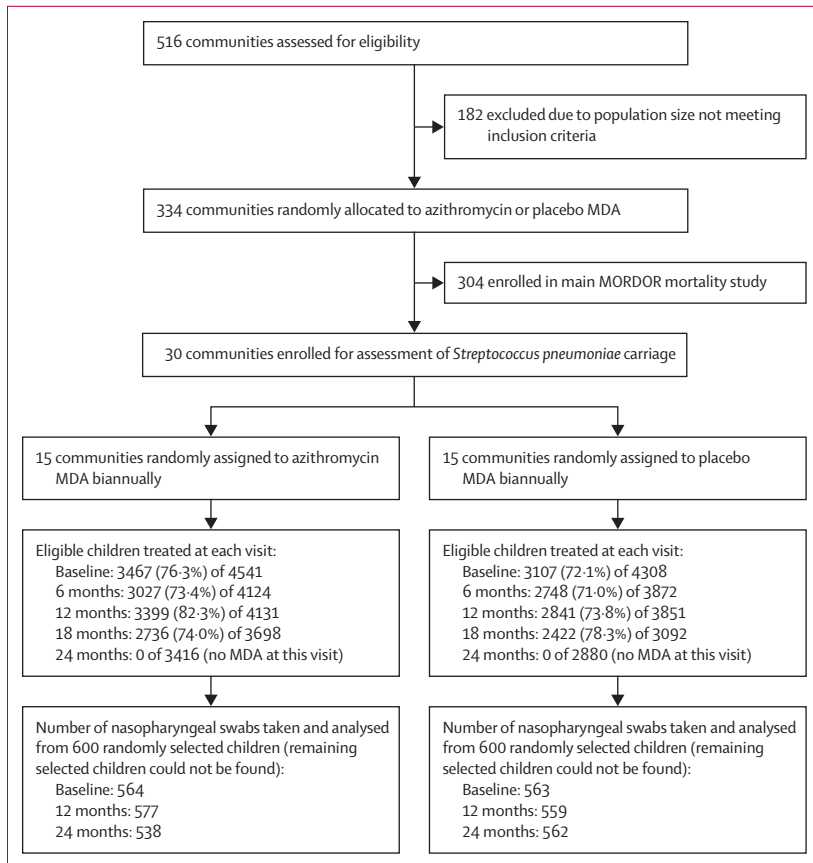 516 communities assessed for eligibility
182 excluded due to population size not meeting
inclusion criteria
334 communities randomly allocated to azithromycin or placebo MDA
304 enrolled in main MORDOR mortality study
30 communities enrolled for assessment of Streptococcus pneumoniae carriage
15 communities randomly assigned to azithromycin
MDA biannually
Eligible children treated at each visit:
Baseline: 3467 (76·3%) of 4541
6 months: 3027 (73·4%) of 4124
12 months: 3399 (82·3%) of 4131
18 months: 2736 (74·0%) of 3698
24 months: 0 of 3416 (no MDA at this visit)
Number of nasopharyngeal swabs taken and analysed
from 600 randomly selected children (remaining
selected children could not be found):
Baseline: 564
12 months: 577
24 months: 538
15 communities randomly assigned to placebo
MDA biannually
Eligible children treated at each visit:
Baseline: 3107 (72·1%) of 4308
6 months: 2748 (71·0%) of 3872
12 months: 2841 (73·8%) of 3851
18 months: 2422 (78·3%) of 3092
24 months: 0 of 2880 (no MDA at this visit)
Number of nasopharyngeal swabs taken and analysed
from 600 randomly selected children (remaining
selected children could not be found):
Baseline: 563
12 months: 559
24 months: 562